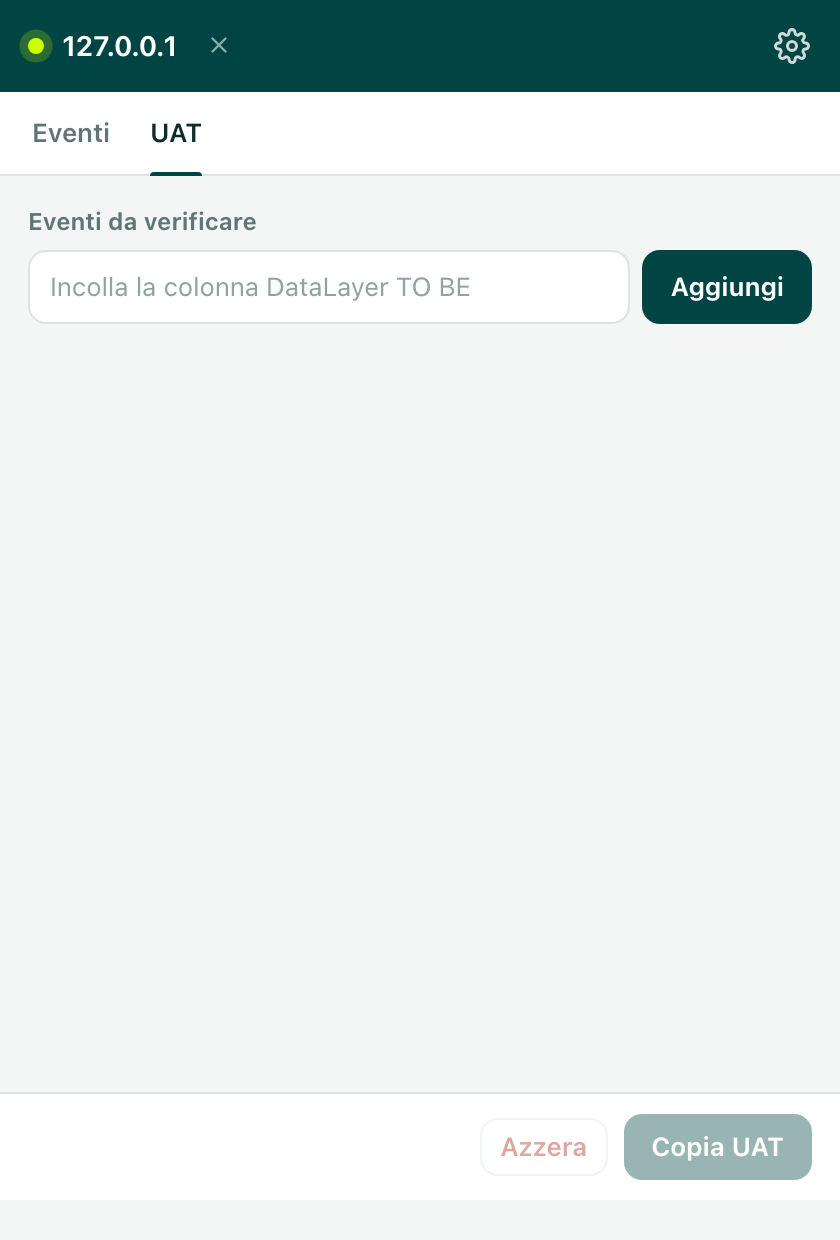 127.0.0.1
Eventi UAT
Eventi da verificare
Incolla la colonna DataLayer TO BE Aggiungi
Azzera Copia UAT